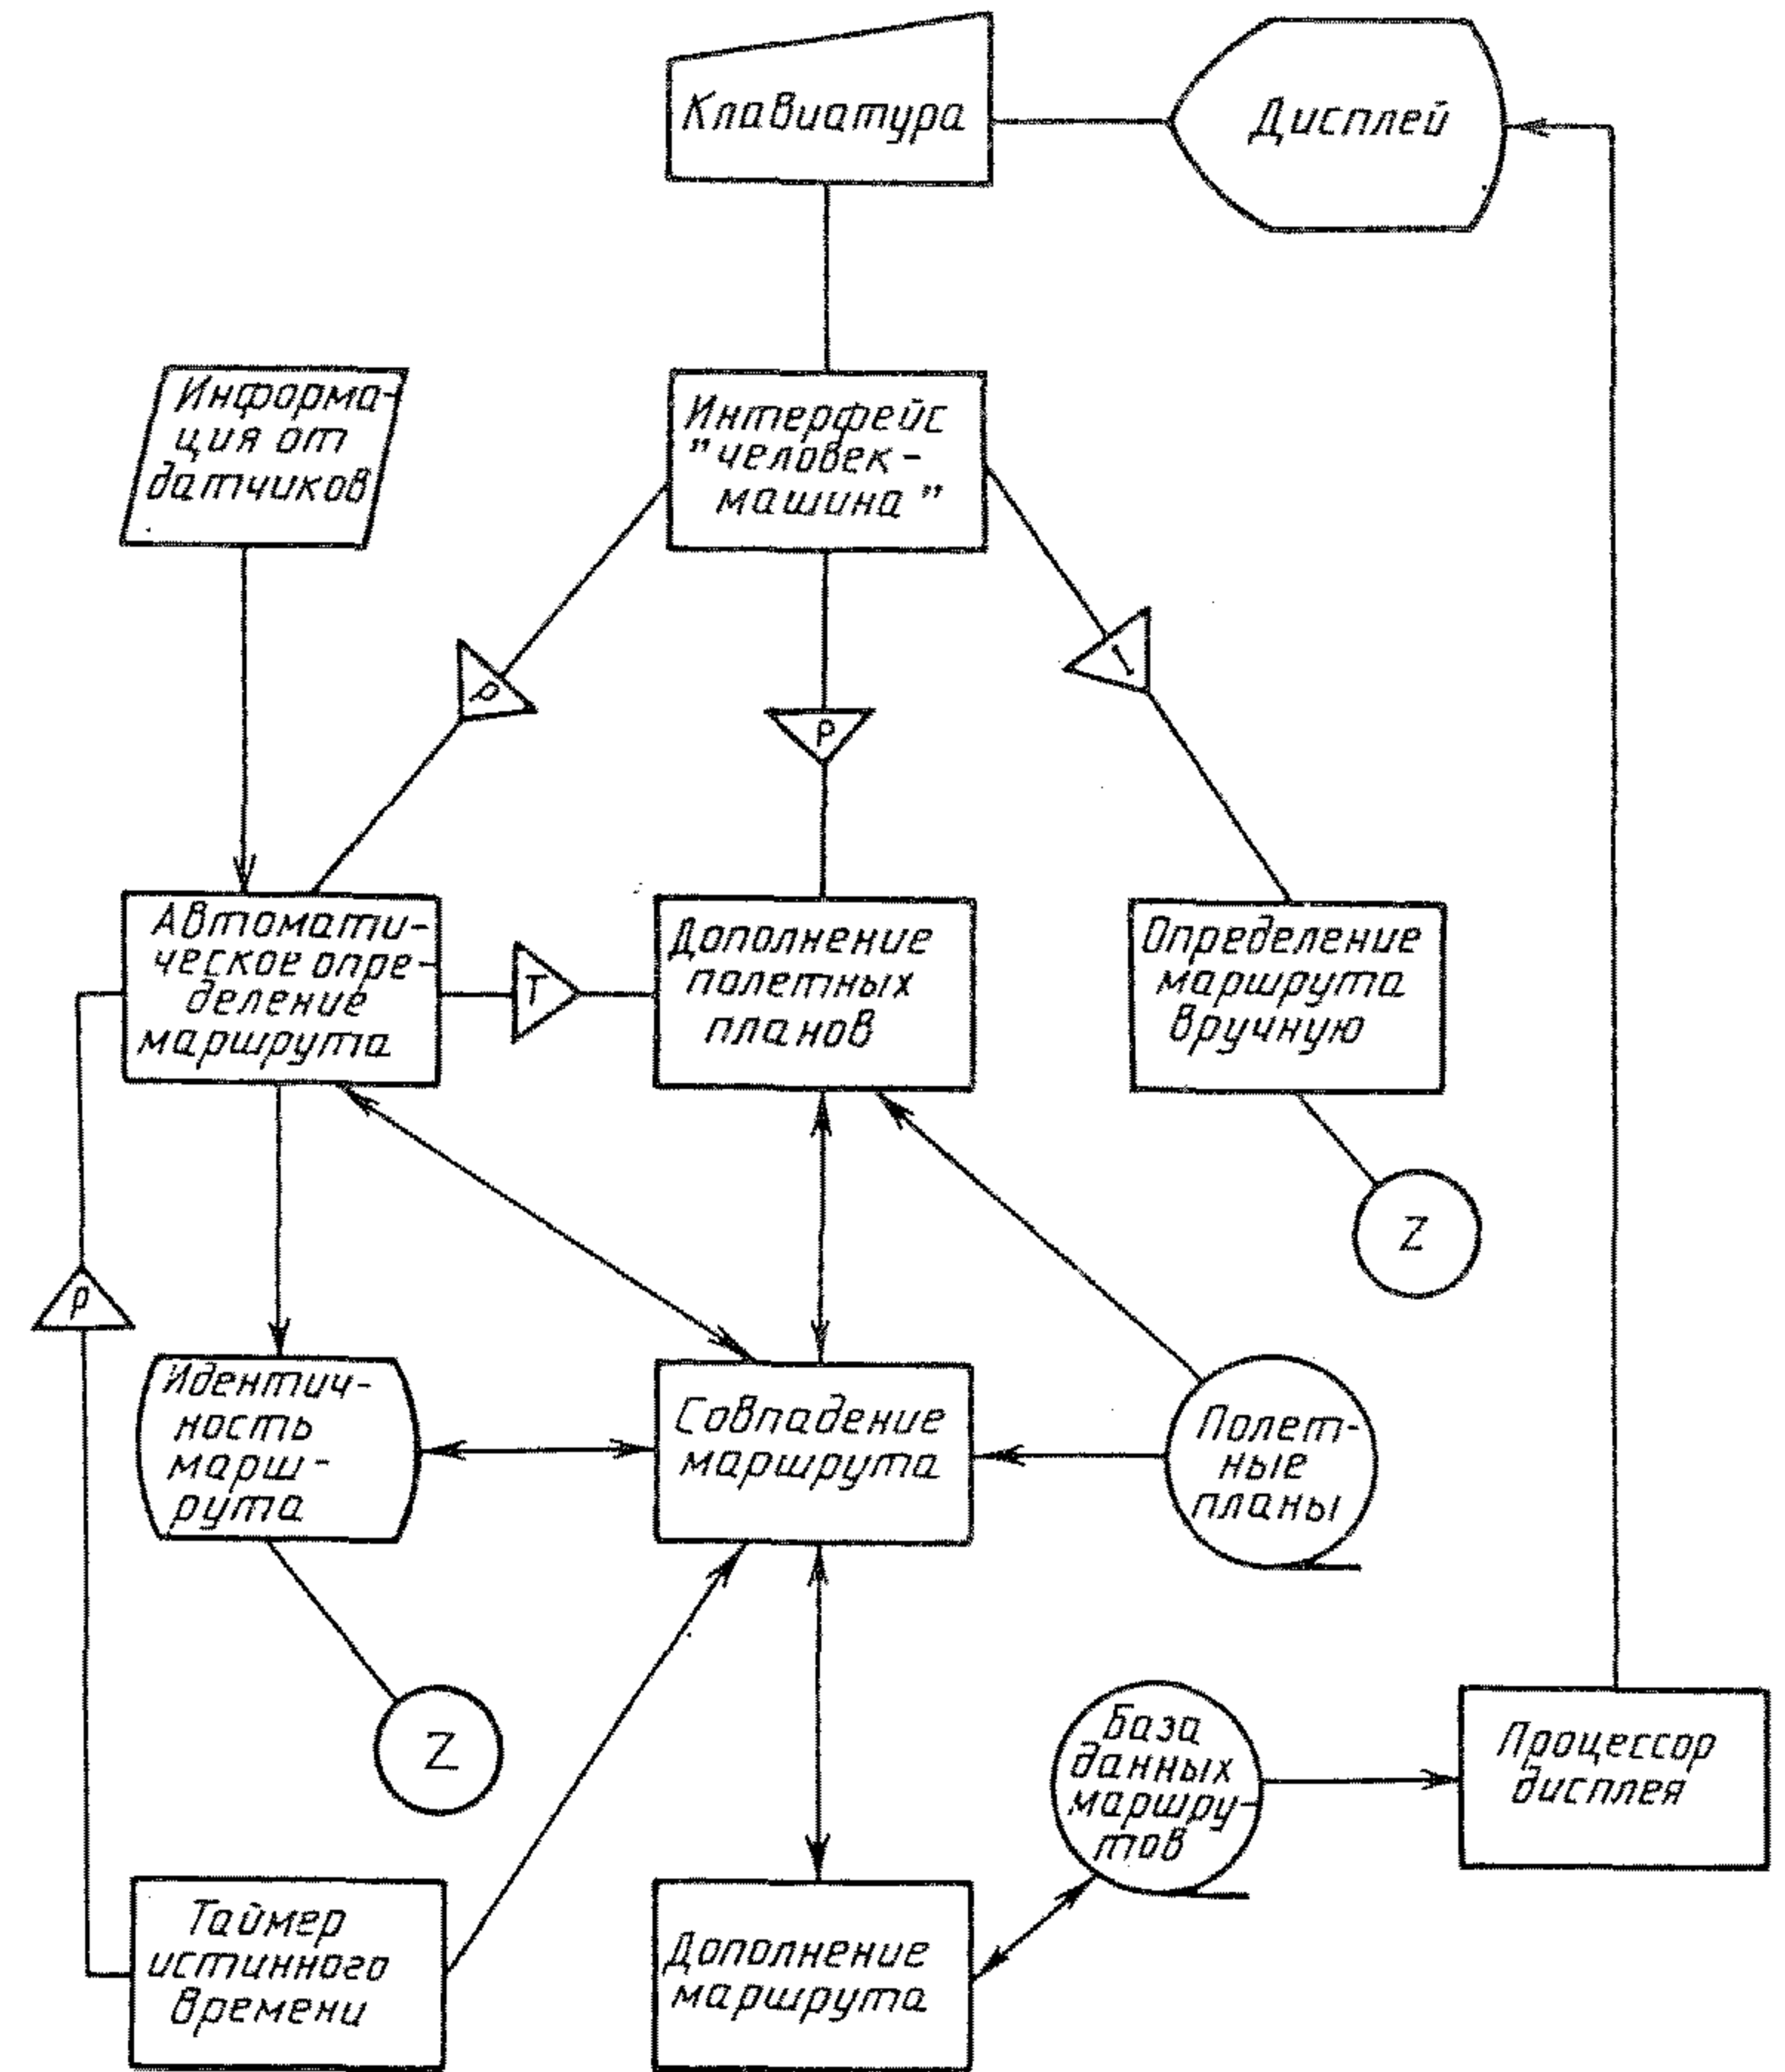 Клавиатура
Дисплей
Информа-
ция от
датчиков
Интерфейс
"человек-
машина"
P
P
I
Автомати-
ческое опре-
деление
маршрута
T
Дополнение
полетных
планов
Определение
маршрута
вручную
Z
P
Идентич-
ность
марш-
рута
Совпадение
маршрута
Полет-
ные
планы
Z
База
данных
маршру-
тов
Процессор
дисплея
Таймер
истинного
времени
Дополнение
маршрута